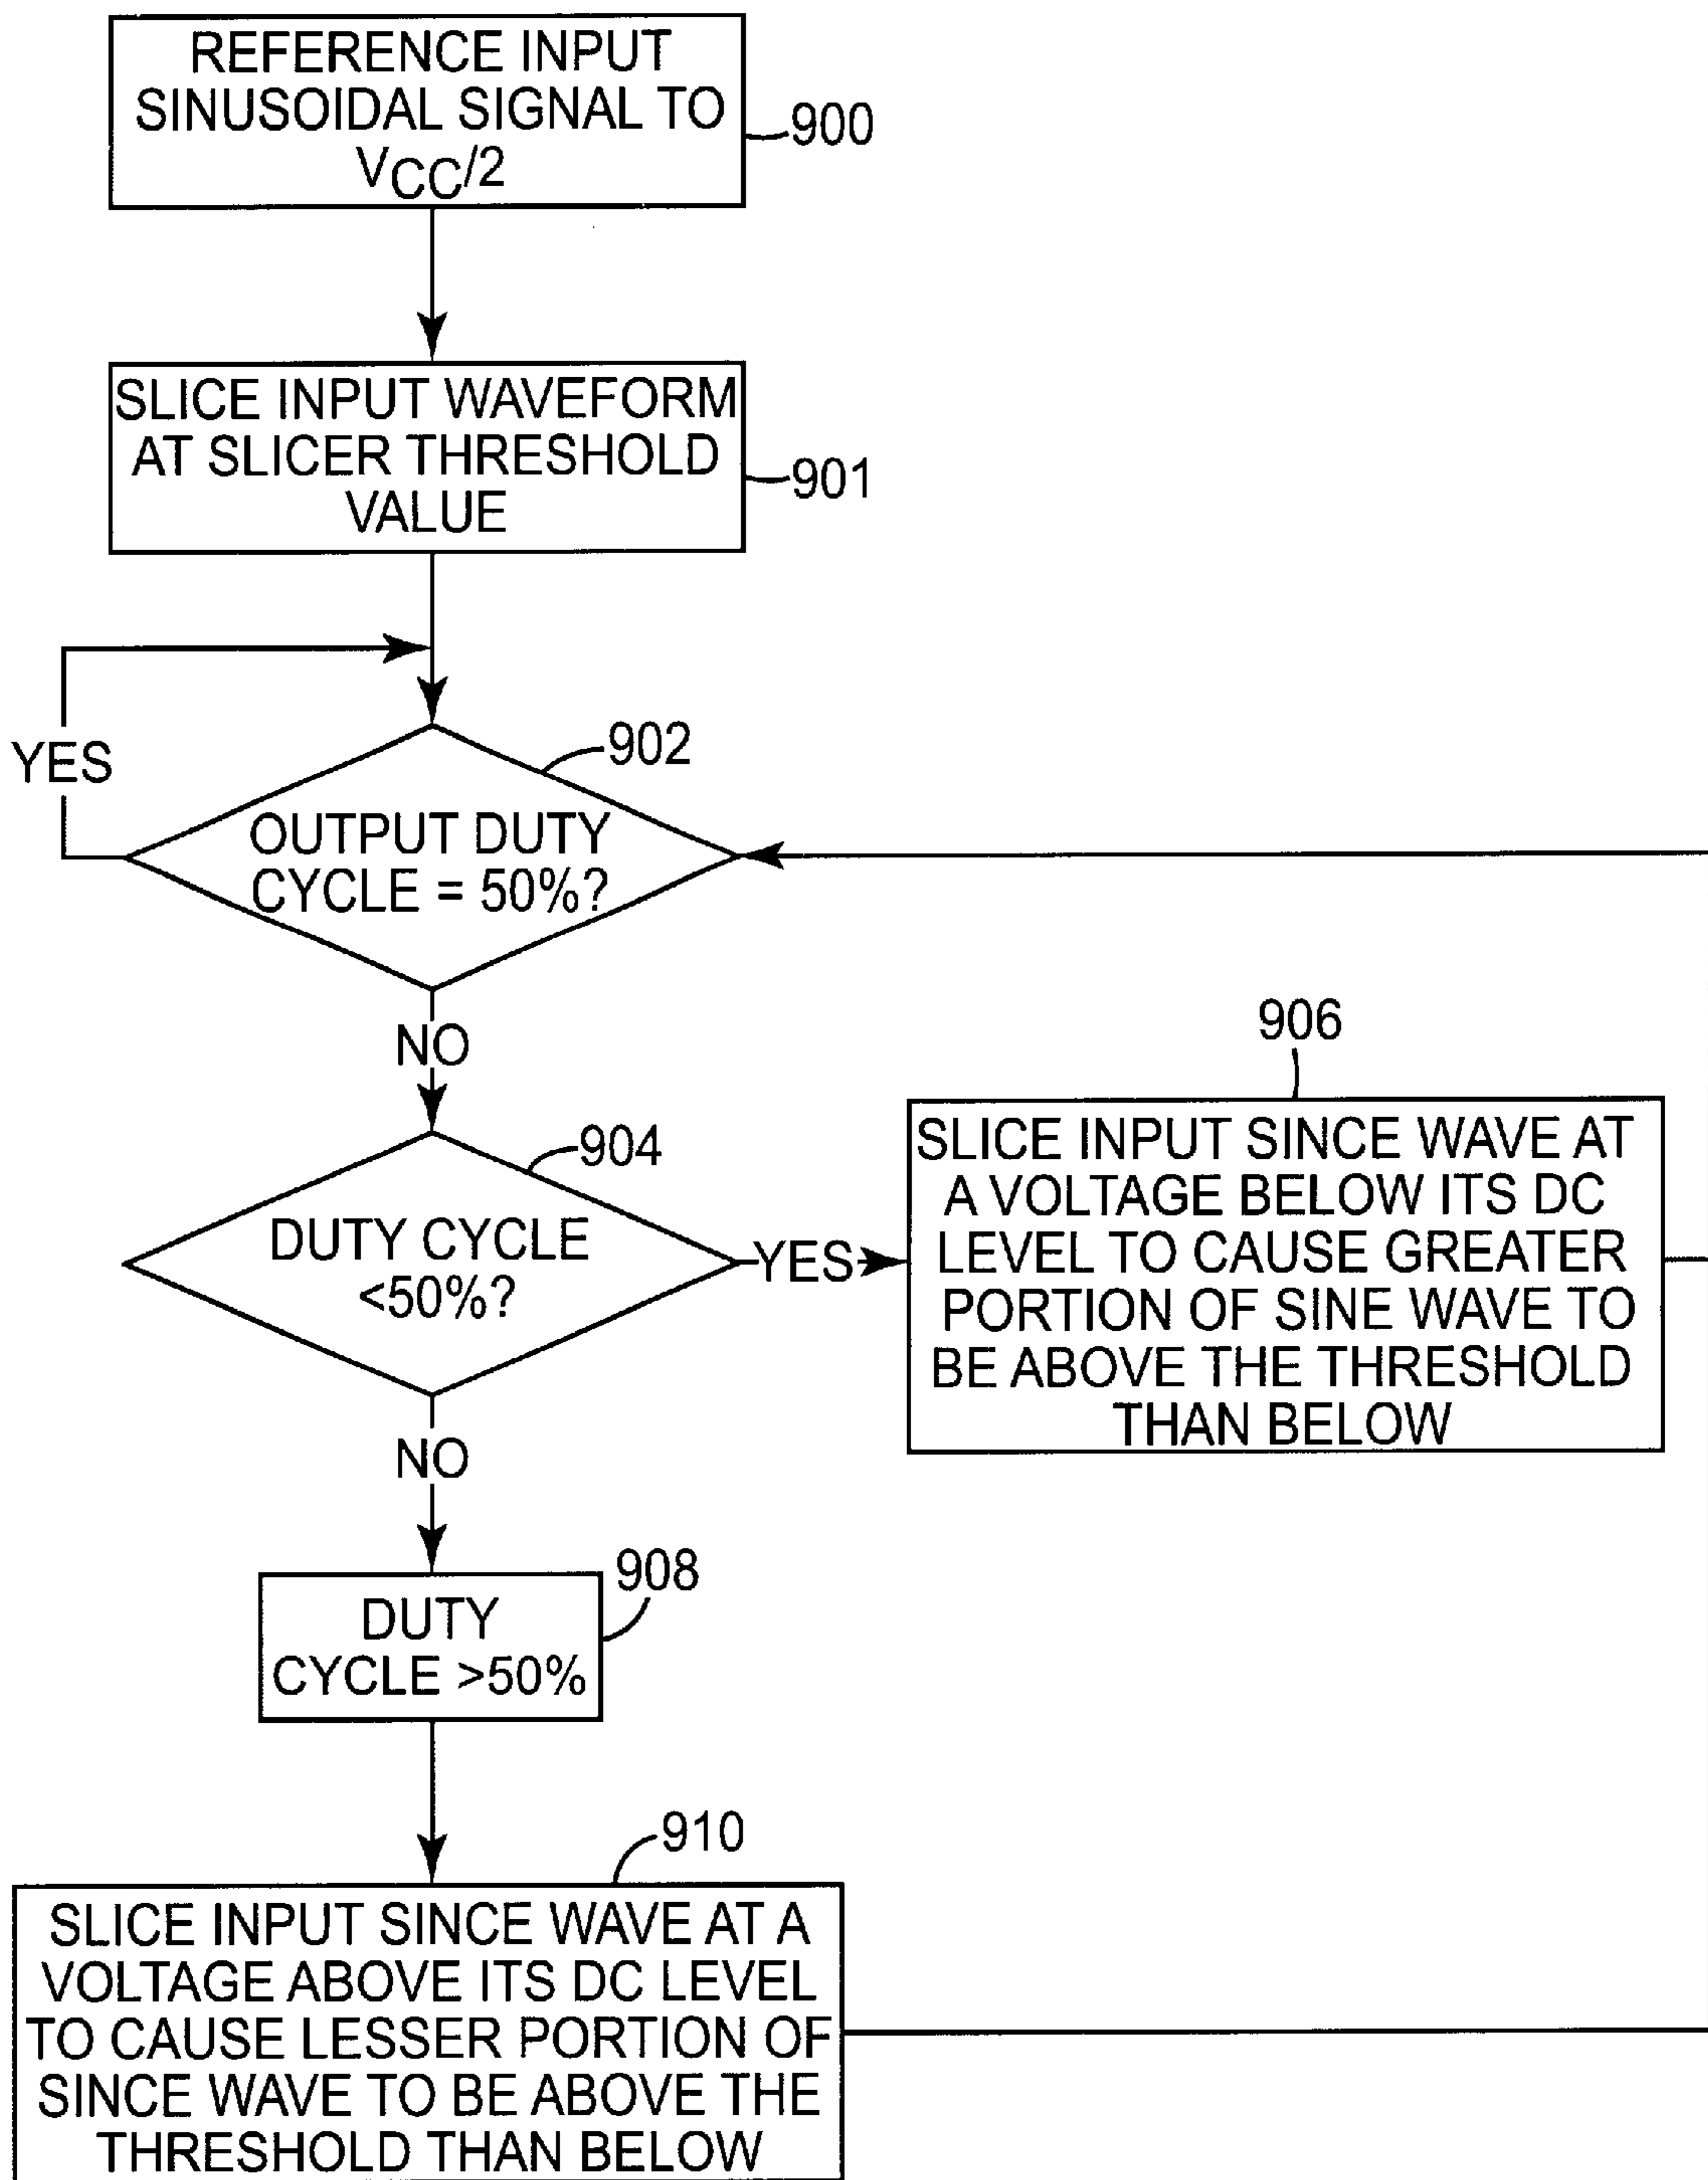 REFERENCE INPUT
SINUSOIDAL SIGNAL TO
VCC/2
900
SLICE INPUT WAVEFORM
AT SLICER THRESHOLD
VALUE
901
YES
902
OUTPUT DUTY
CYCLE = 50%?
NO
904
DUTY CYCLE
<50%?
YES
906
SLICE INPUT SINCE WAVE AT
A VOLTAGE BELOW ITS DC
LEVEL TO CAUSE GREATER
PORTION OF SINE WAVE TO
BE ABOVE THE THRESHOLD
THAN BELOW
NO
908
DUTY
CYCLE >50%
910
SLICE INPUT SINCE WAVE AT A
VOLTAGE ABOVE ITS DC LEVEL
TO CAUSE LESSER PORTION OF
SINCE WAVE TO BE ABOVE THE
THRESHOLD THAN BELOW